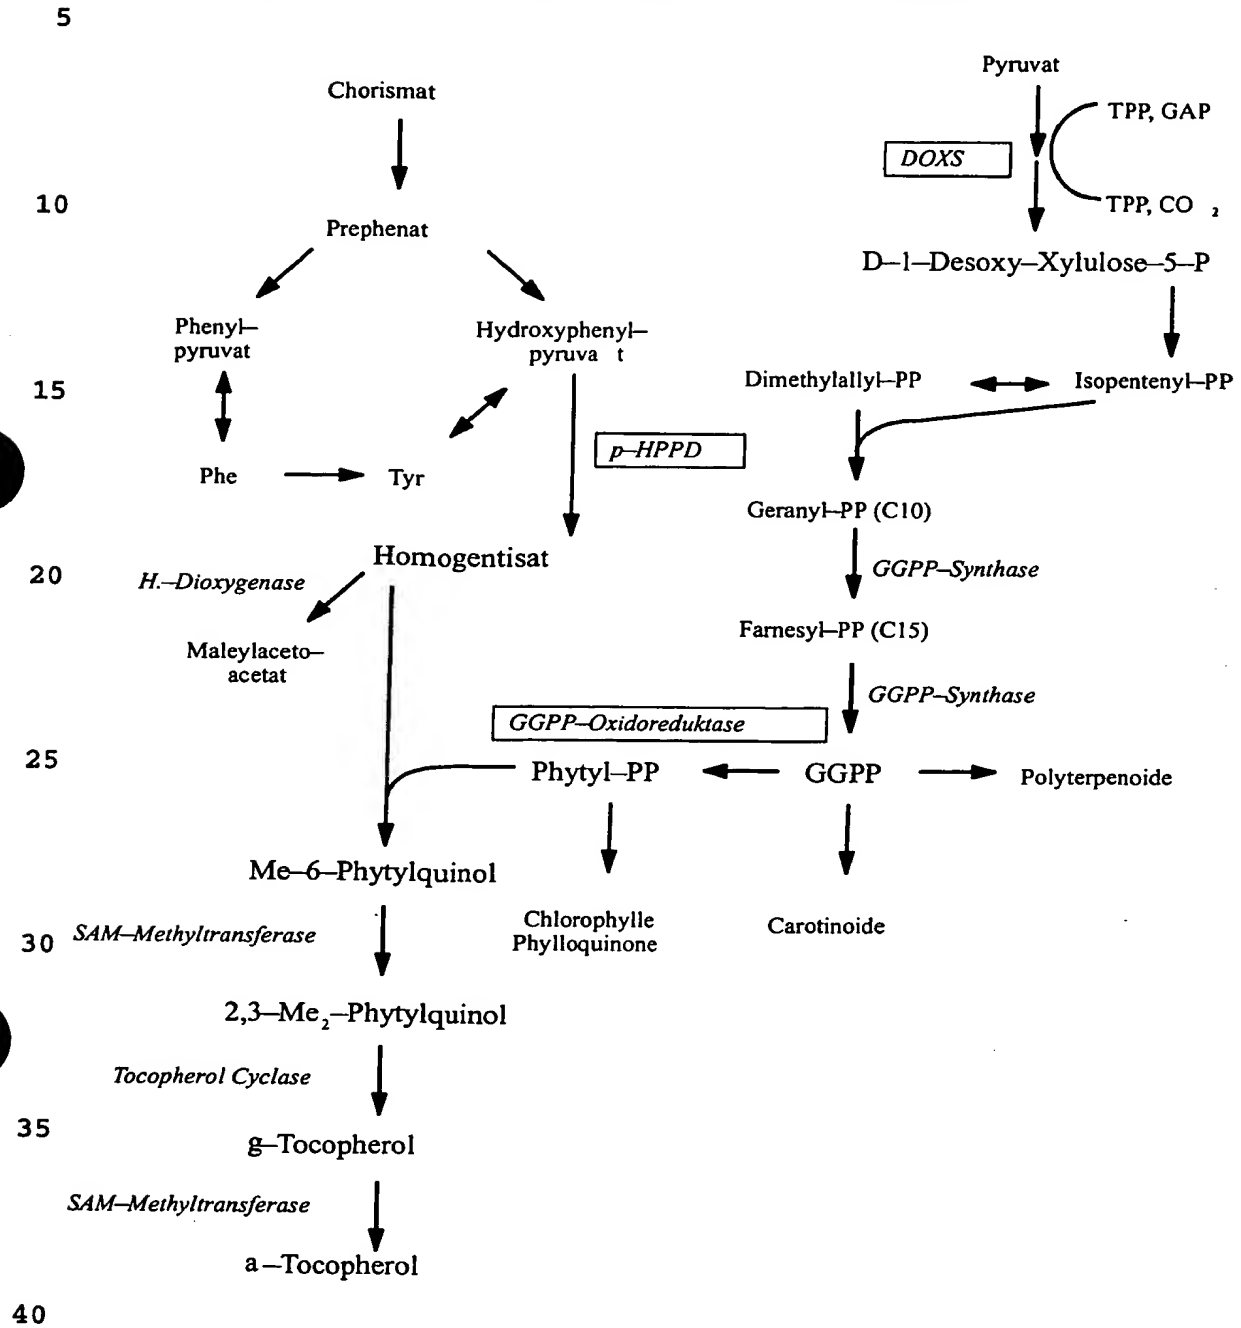 5
Pyruvat
Chorismat
TPP, GAP
DOXS
10
TPP, CO 2
Prephenat
D–1–Desoxy–Xylulose–5–P
Phenyl–
pyruvat
Hydroxyphenyl–
pyruva t
15
Dimethylallyl–PP
Isopentenyl–PP
p–HPPD
Phe
Tyr
Geranyl–PP (C10)
Homogentisat
20
H.–Dioxygenase
GGPP–Synthase
Farnesyl–PP (C15)
Maleylaceto–
acetat
GGPP–Synthase
GGPP–Oxidoreduktase
25
Phytyl–PP
GGPP
Polyterpenoide
Me–6–Phytylquinol
Chlorophylle
Phylloquinone
Carotinoide
30
SAM–Methyltransferase
2,3–Me2–Phytylquinol
Tocopherol Cyclase
35
g–Tocopherol
SAM–Methyltransferase
a–Tocopherol
40